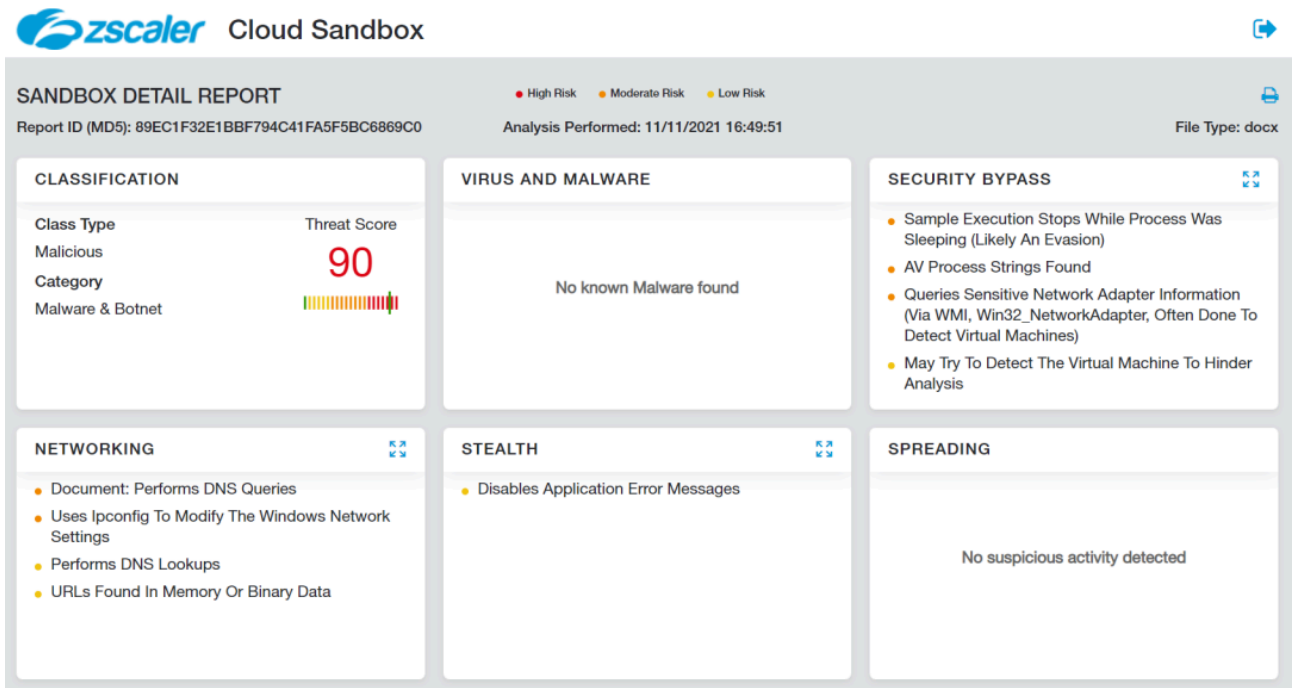 zscaler Cloud Sandbox
SANDBOX DETAIL REPORT
High Risk Moderate Risk Low Risk
Report ID (MD5): 89EC1F32E1BBF794C41FA5F5BC6869C0
Analysis Performed: 11/11/2021 16:49:51
File Type: docx
CLASSIFICATION
Class Type
Malicious
Category
Malware & Botnet
Threat Score
90
VIRUS AND MALWARE
No known Malware found
SECURITY BYPASS
Sample Execution Stops While Process Was
Sleeping (Likely An Evasion)
AV Process Strings Found
Queries Sensitive Network Adapter Information
(Via WMI, Win32_NetworkAdapter, Often Done To
Detect Virtual Machines)
May Try To Detect The Virtual Machine To Hinder
Analysis
NETWORKING
Document: Performs DNS Queries
Uses Ipconfig To Modify The Windows Network
Settings
Performs DNS Lookups
URLs Found In Memory Or Binary Data
STEALTH
Disables Application Error Messages
SPREADING
No suspicious activity detected